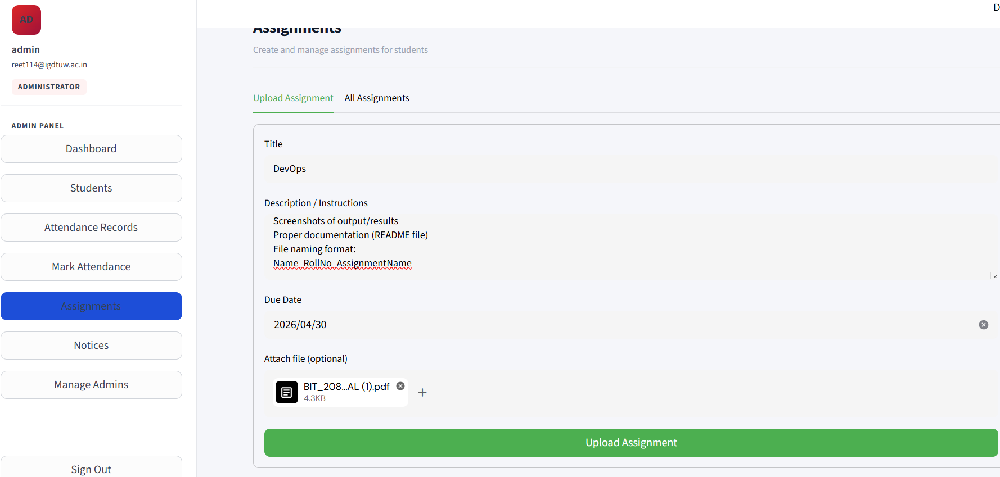 AD
admin
reet114@igdtuw.ac.in
ADMINISTRATOR
ADMIN PANEL
Dashboard
Students
Attendance Records
Mark Attendance
Assignments
Notices
Manage Admins
Sign Out
D
Assignments
Create and manage assignments for students
Upload Assignment All Assignments
Title
DevOps
Description / Instructions
Screenshots of output/results
Proper documentation (README file)
File naming format:
Name_RollNo_AssignmentName
Due Date
2026/04/30
Attach file (optional)
BIT_208...AL (1).pdf
4.3KB
Upload Assignment